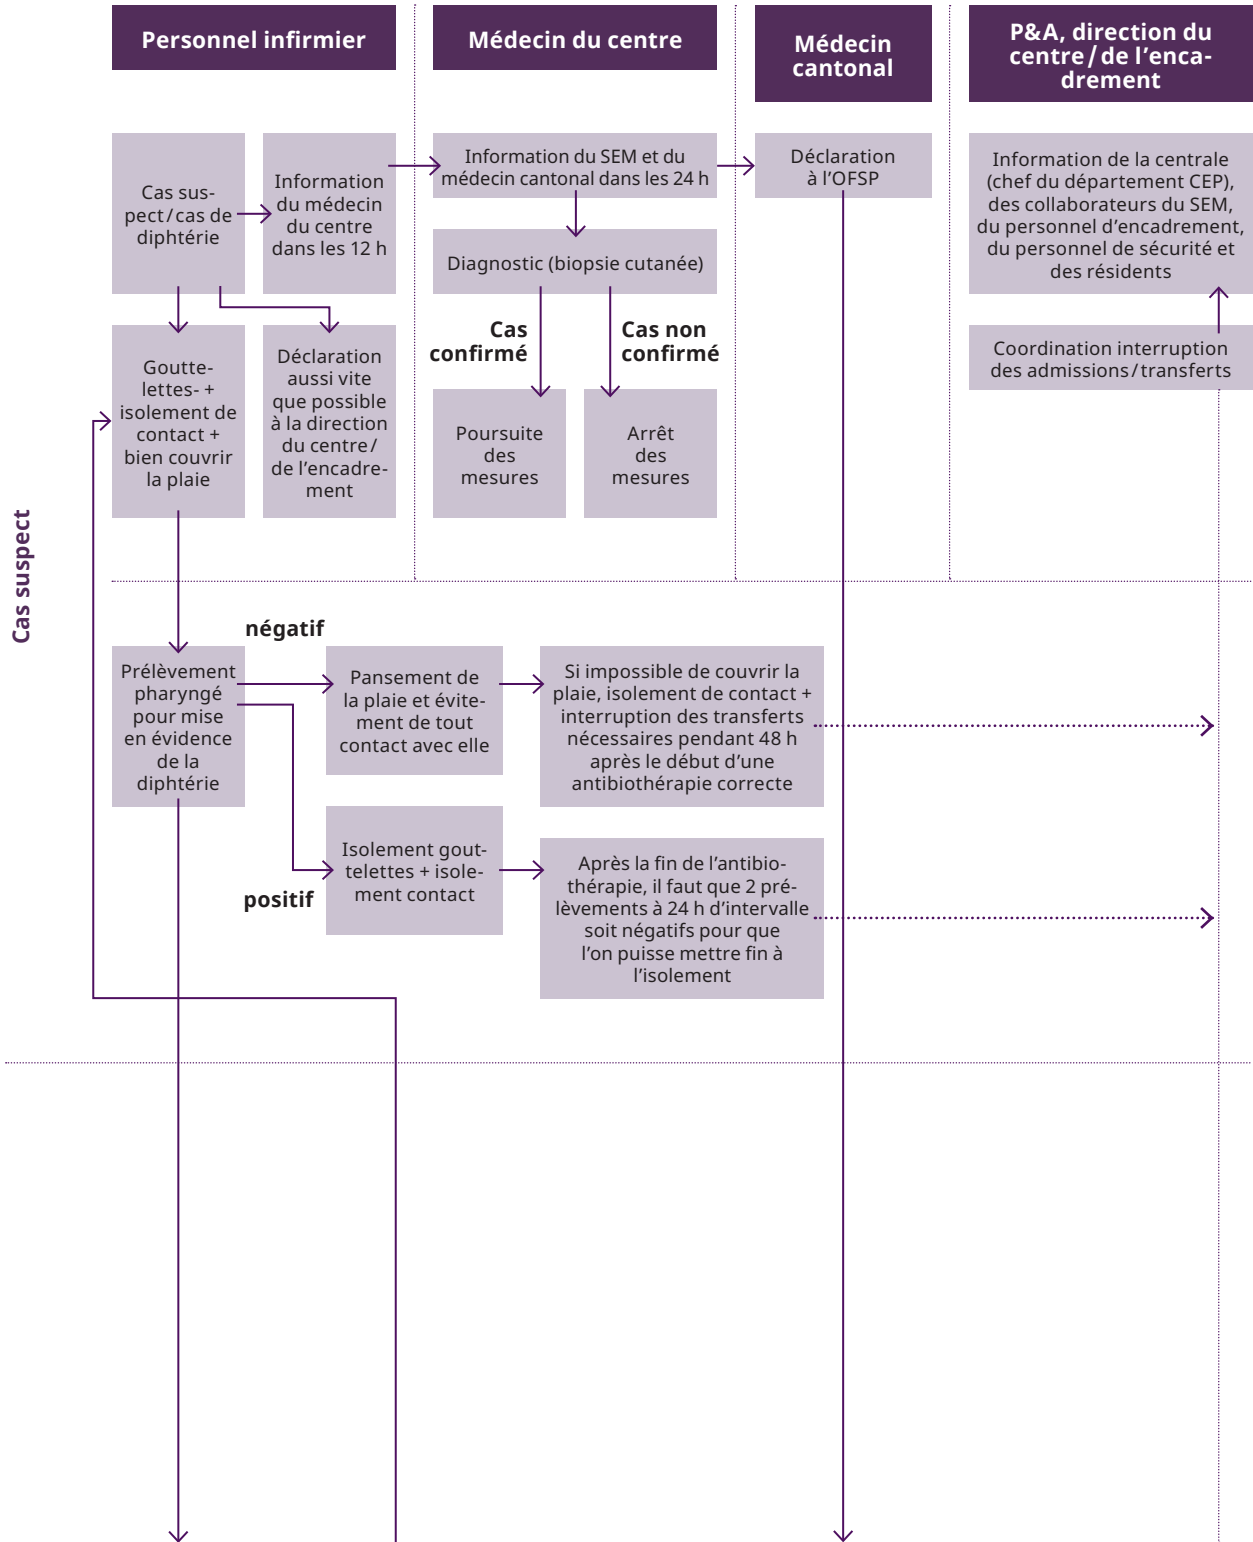 Personnel infirmier
Médecin du centre
Médecin
cantonal
P&A, direction du
centre / de l'enca-
drement
Cas suspect
Cas sus-
pect / cas de
diphtérie
Information
du médecin
du centre
dans les 12 h
Information du SEM et du
médecin cantonal dans les 24 h
Déclaration
à l'OFSP
Information de la centrale
(chef du département CEP),
des collaborateurs du SEM,
du personnel d'encadrement,
du personnel de sécurité et
des résidents
Diagnostic (biopsie cutanée)
Cas
confirmé
Cas non
confirmé
Goutte-
lettes- +
isolement de
contact +
bien couvrir
la plaie
Déclaration
aussi vite
que possible
à la direction
du centre /
de l'encadre-
ment
Poursuite
des
mesures
Arrêt
des
mesures
Coordination interruption
des admissions / transferts
négatif
Prélèvement
pharyngé
pour mise
en évidence
de la
diphtérie
Pansement de
la plaie et évite-
ment de tout
contact avec elle
Si impossible de couvrir la
plaie, isolement de contact +
interruption des transferts
nécessaires pendant 48 h
après le début d'une
antibiothérapie correcte
positif
Isolement gout-
telettes + isole-
ment contact
Après la fin de l'antibio-
thérapie, il faut que 2 pré-
lèvements à 24 h d'intervalle
soit négatifs pour que
l'on puisse mettre fin à
l'isolement